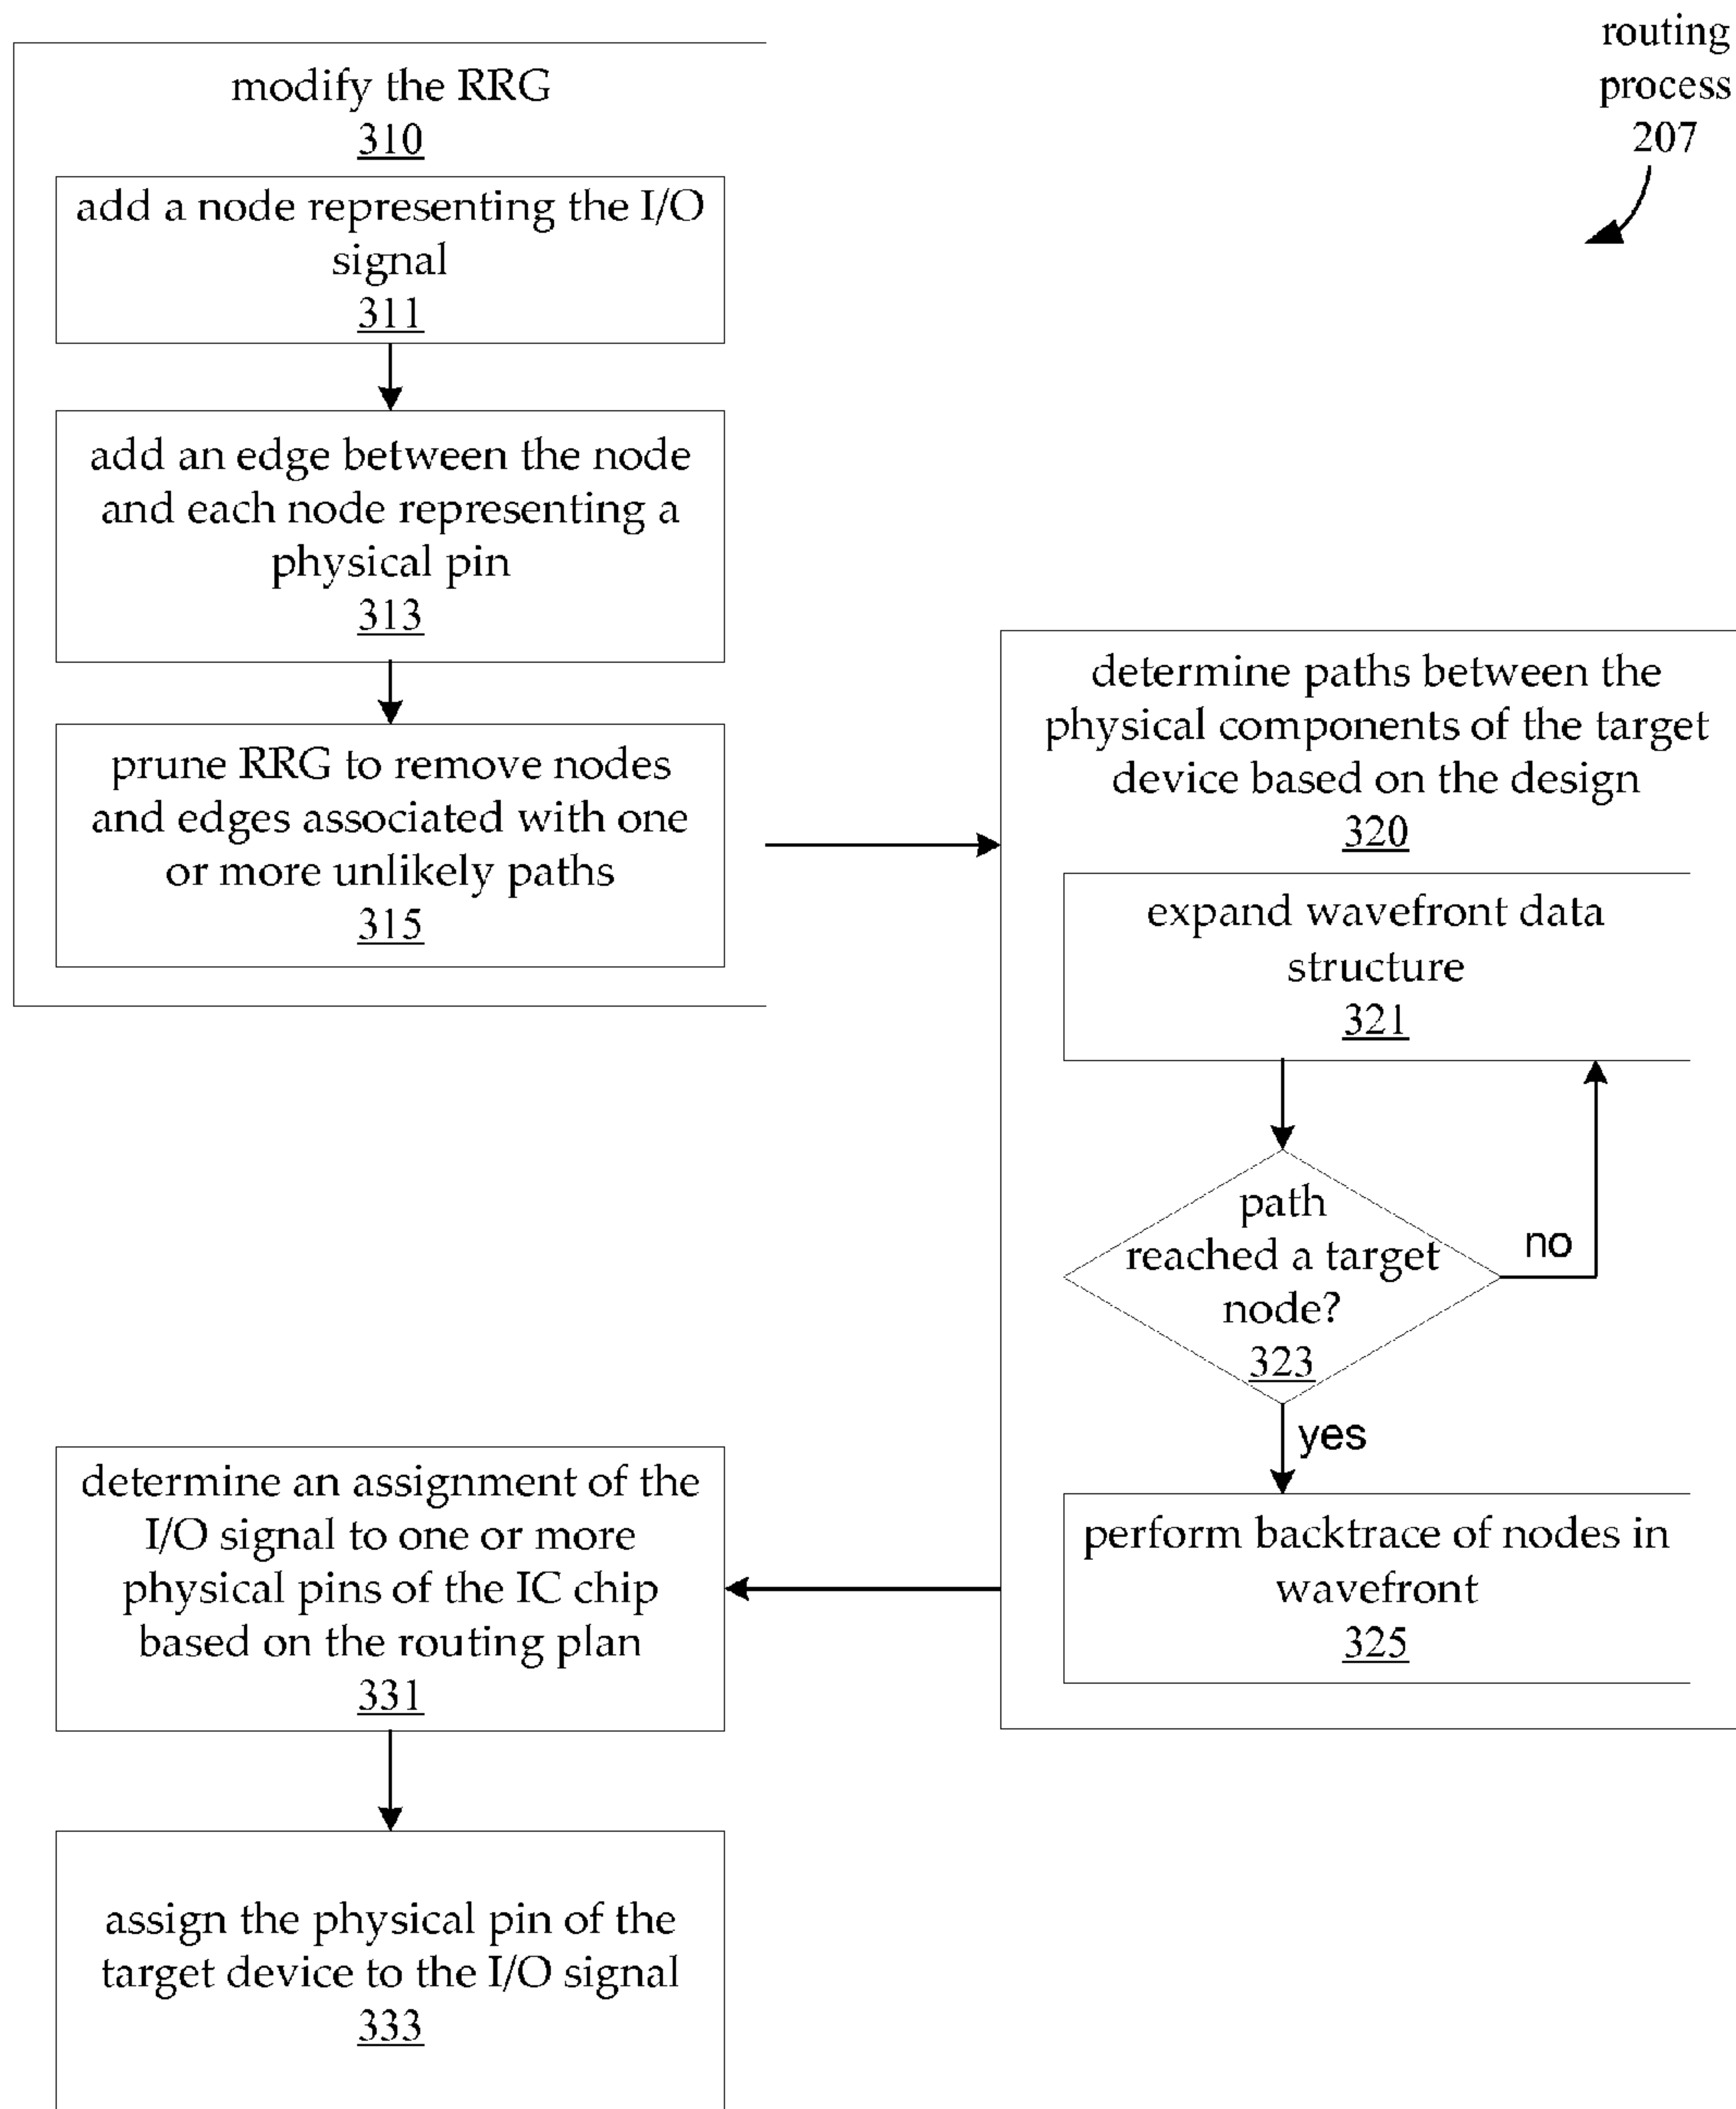 routing
process
207
modify the RRG
310
add a node representing the I/O
signal
311
add an edge between the node
and each node representing a
physical pin
313
prune RRG to remove nodes
and edges associated with one
or more unlikely paths
315
determine paths between the
physical components of the target
device based on the design
320
expand wavefront data
structure
321
path
reached a target
node?
323
no
yes
perform backtrace of nodes in
wavefront
325
determine an assignment of the
I/O signal to one or more
physical pins of the IC chip
based on the routing plan
331
assign the physical pin of the
target device to the I/O signal
333